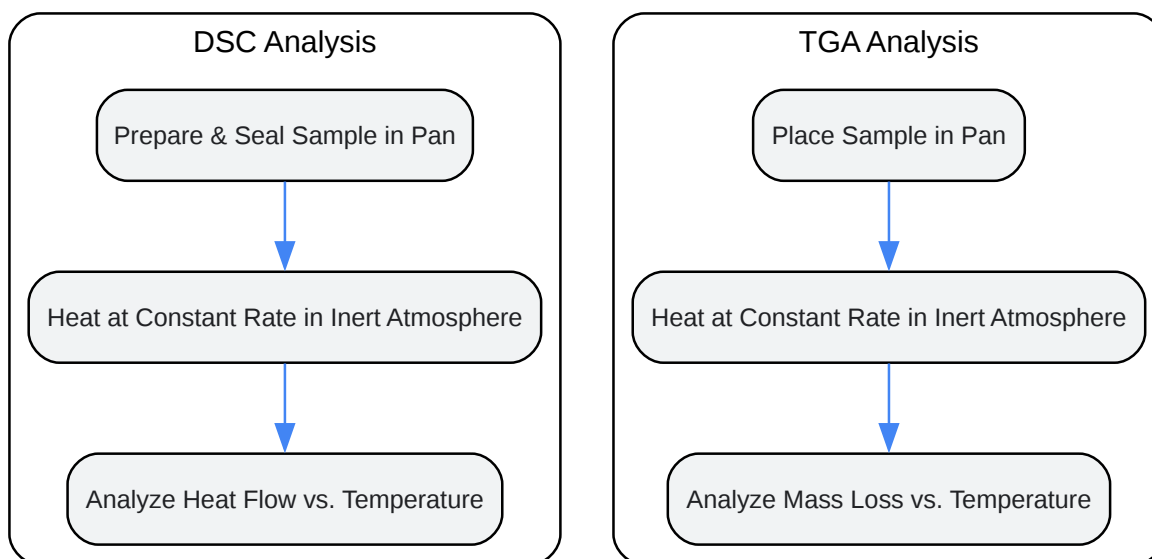 DSC Analysis
Prepare & Seal Sample in Pan
Heat at Constant Rate in Inert Atmosphere
Analyze Heat Flow vs. Temperature
TGA Analysis
Place Sample in Pan
Heat at Constant Rate in Inert Atmosphere
Analyze Mass Loss vs. Temperature